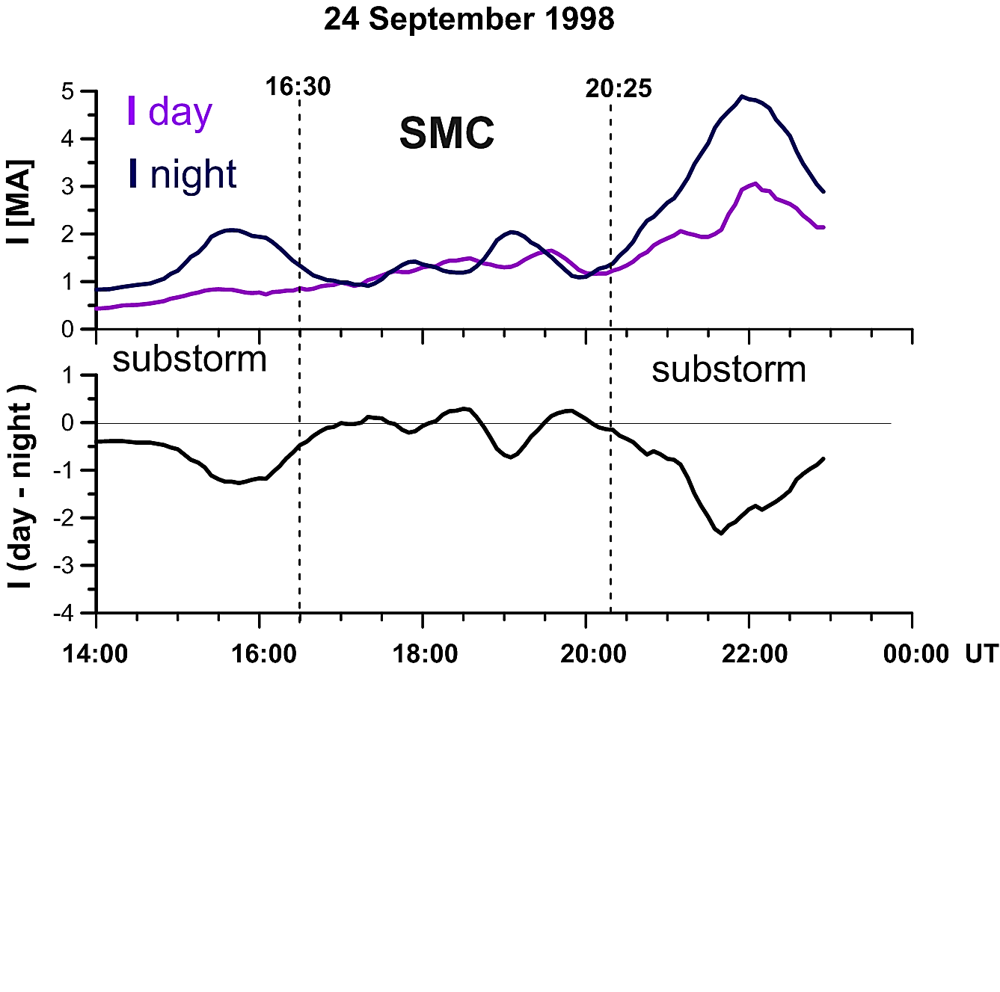 24 September 1998
16:30
20:25
I day
I night
SMC
I [MA]
5
4
3
2
1
0
substorm
substorm
I (day - night )
1
0
-1
-2
-3
-4
14:00 16:00 18:00 20:00 22:00 00:00 UT